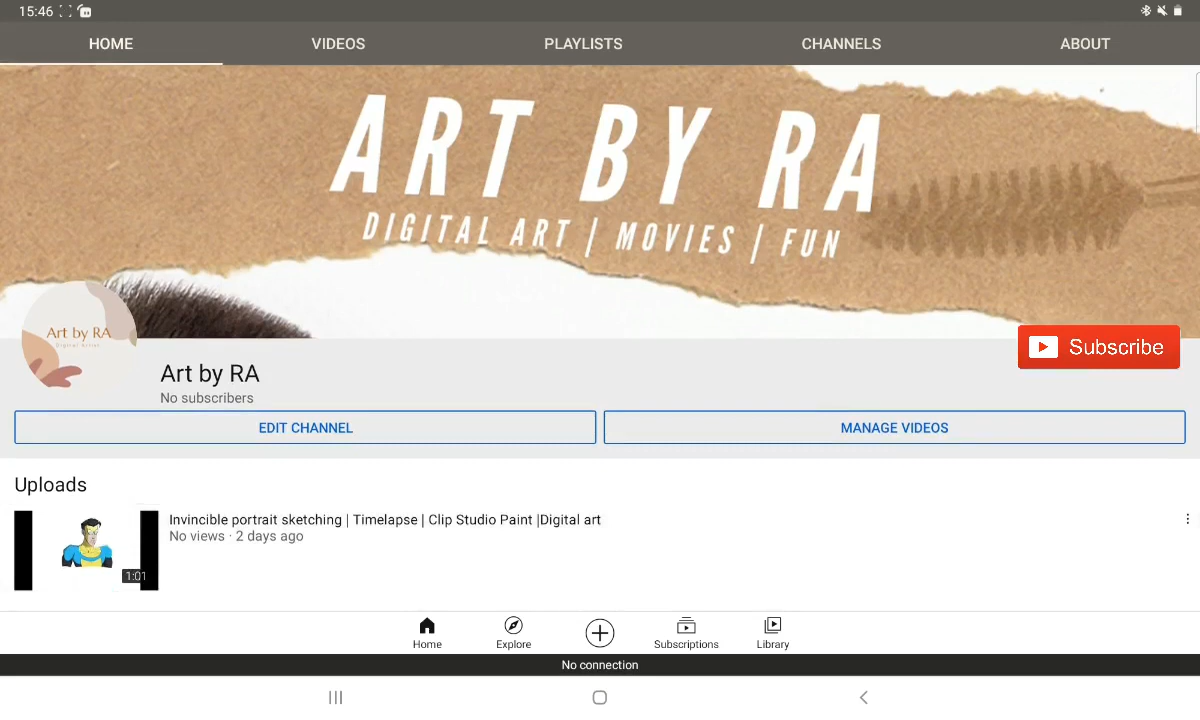 15:46
HOME VIDEOS PLAYLISTS CHANNELS ABOUT
ART BY RA
DIGITAL ART | MOVIES | FUN
Art by RA
Digital Artist
Subscribe
Art by RA
No subscribers
EDIT CHANNEL MANAGE VIDEOS
Uploads
Invincible portrait sketching | Timelapse | Clip Studio Paint |Digital art
No views · 2 days ago
1:01
Home Explore Subscriptions Library
No connection